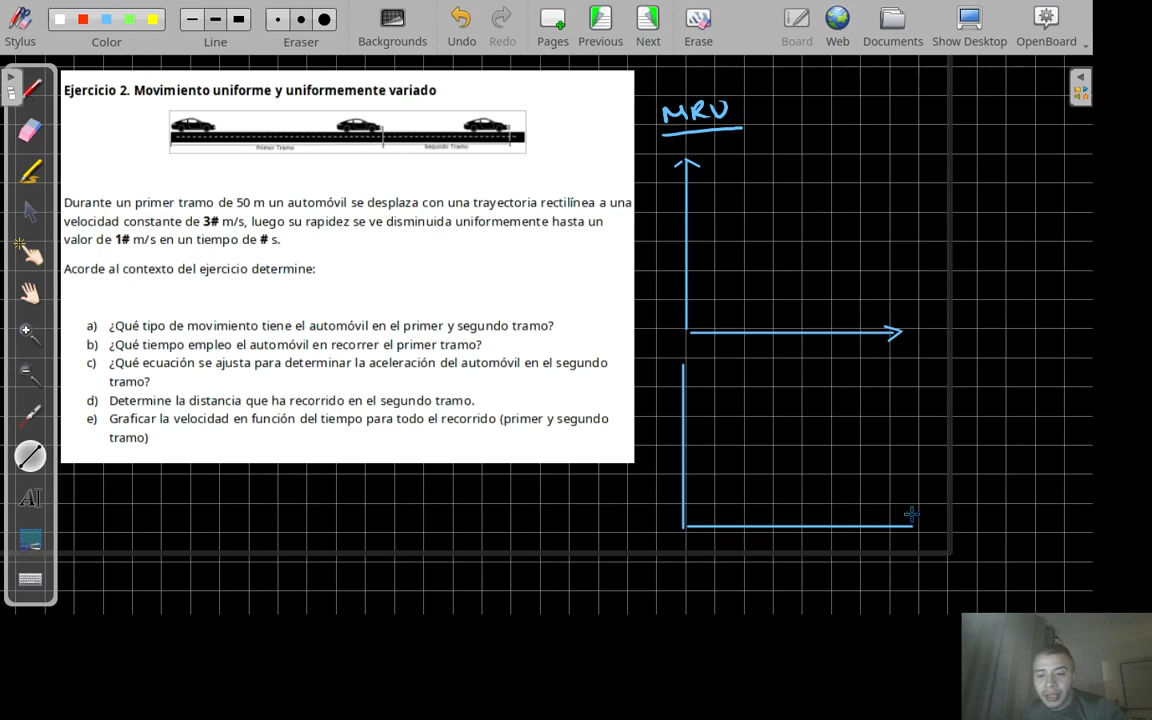 Stylus
Color
Line
Eraser
Backgrounds
Undo
Redo
Pages
Previous
Next
Erase
Board
Web
Documents
Show Desktop
OpenBoard
Ejercicio 2. Movimiento uniforme y uniformemente variado
Primer Tramo
Segundo Tramo
Durante un primer tramo de 50 m un automóvil se desplaza con una trayectoria rectilínea a una
velocidad constante de 3# m/s, luego su rapidez se ve disminuida uniformemente hasta un
valor de 1# m/s en un tiempo de # s.
Acorde al contexto del ejercicio determine:
a) ¿Qué tipo de movimiento tiene el automóvil en el primer y segundo tramo?
b) ¿Qué tiempo empleo el automóvil en recorrer el primer tramo?
c) ¿Qué ecuación se ajusta para determinar la aceleración del automóvil en el segundo
tramo?
d) Determine la distancia que ha recorrido en el segundo tramo.
e) Graficar la velocidad en función del tiempo para todo el recorrido (primer y segundo
tramo)
MRU
AI